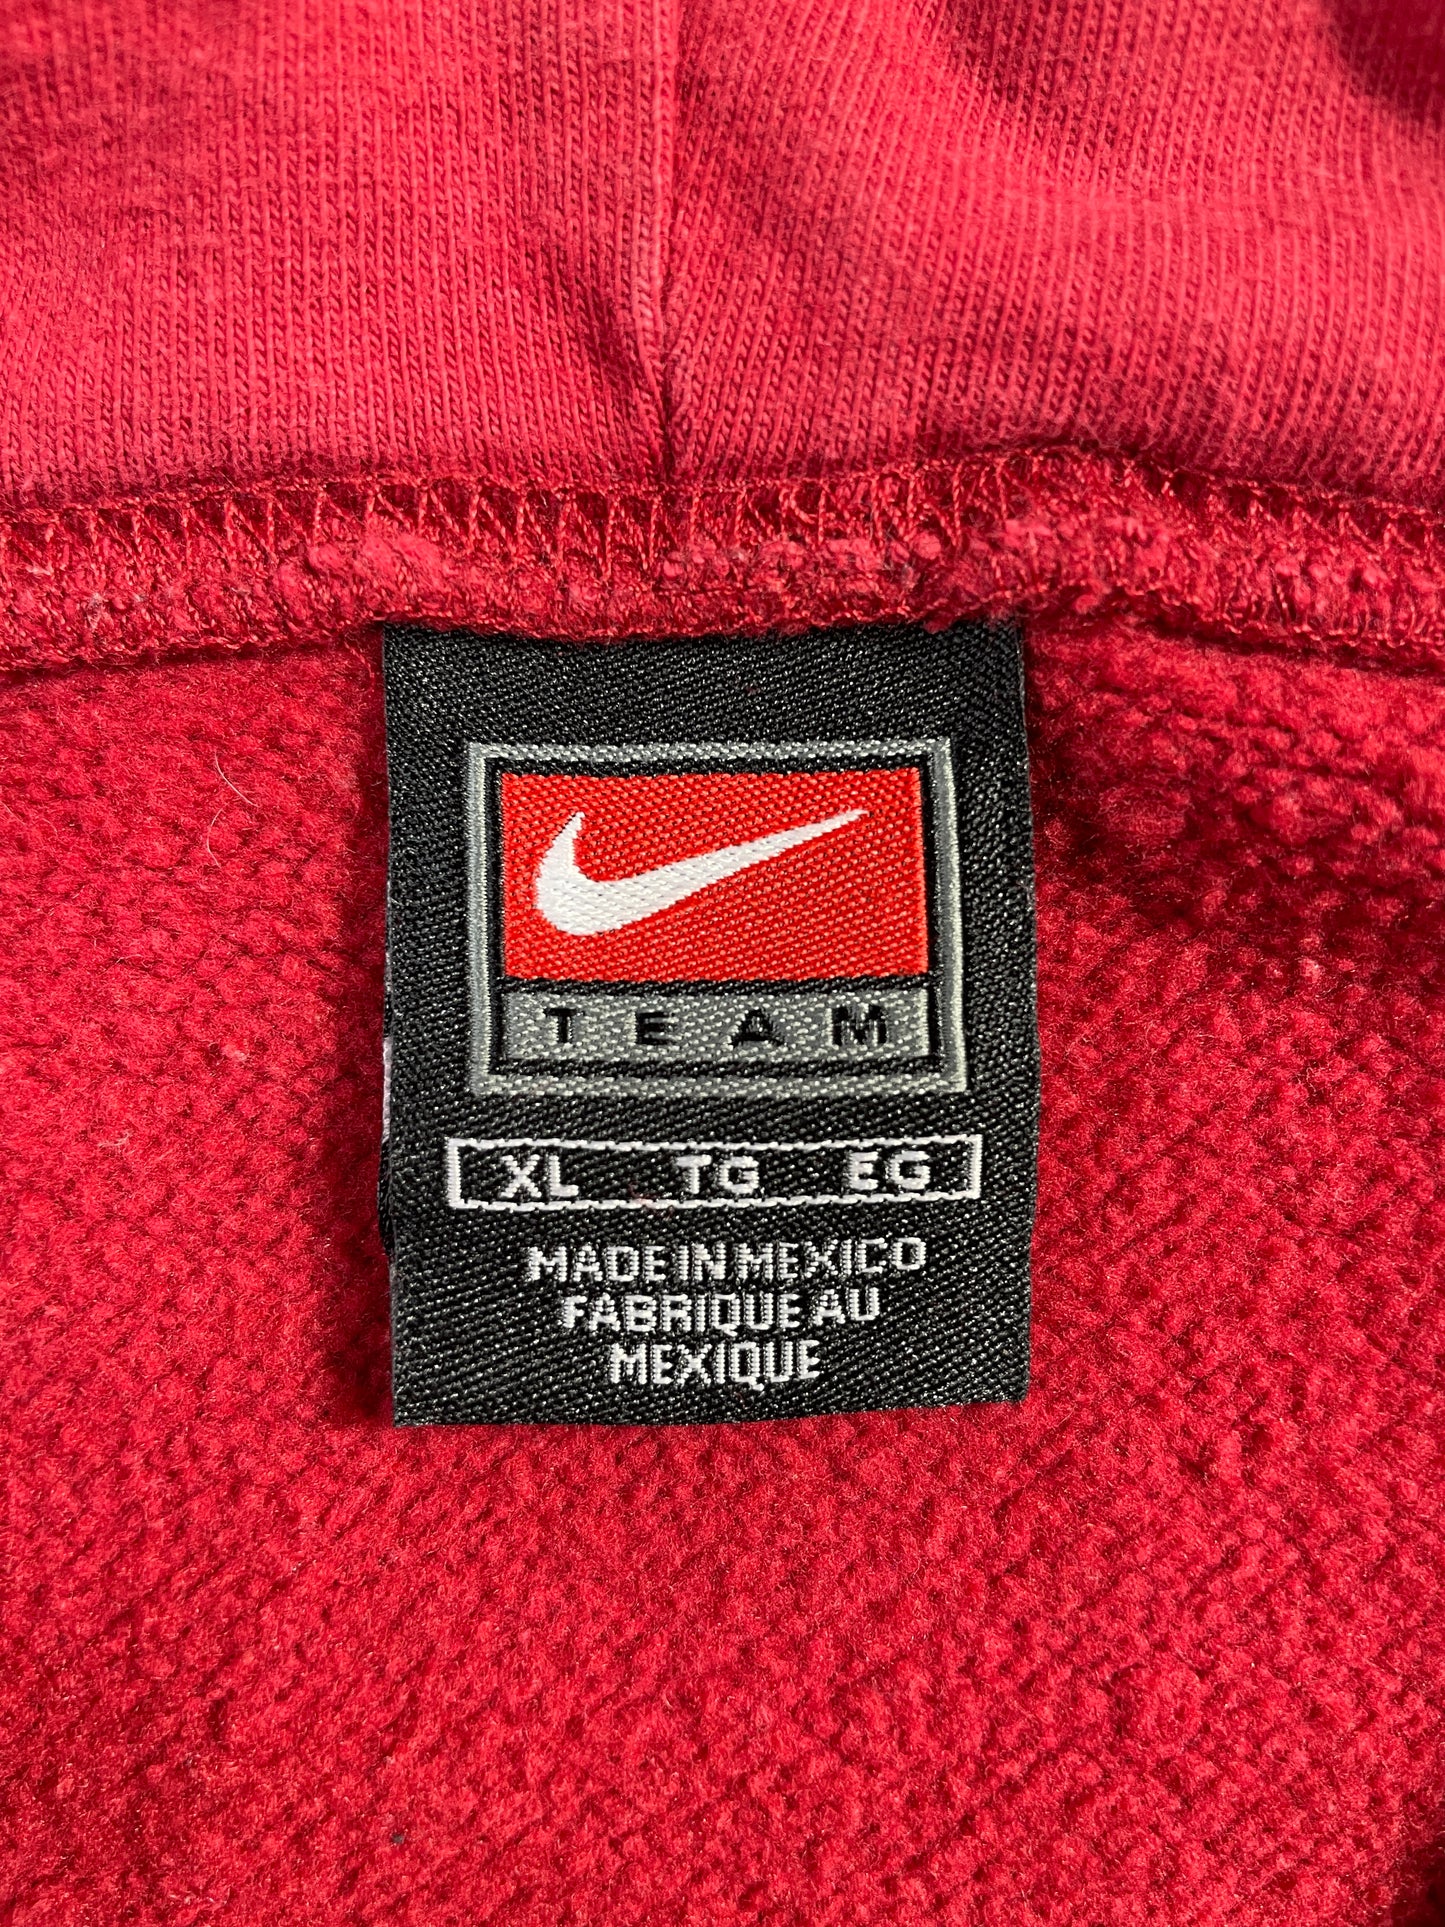 TEAM
XL TG EG
MADE IN MEXICO
FABRIQUE AU
MEXIQUE